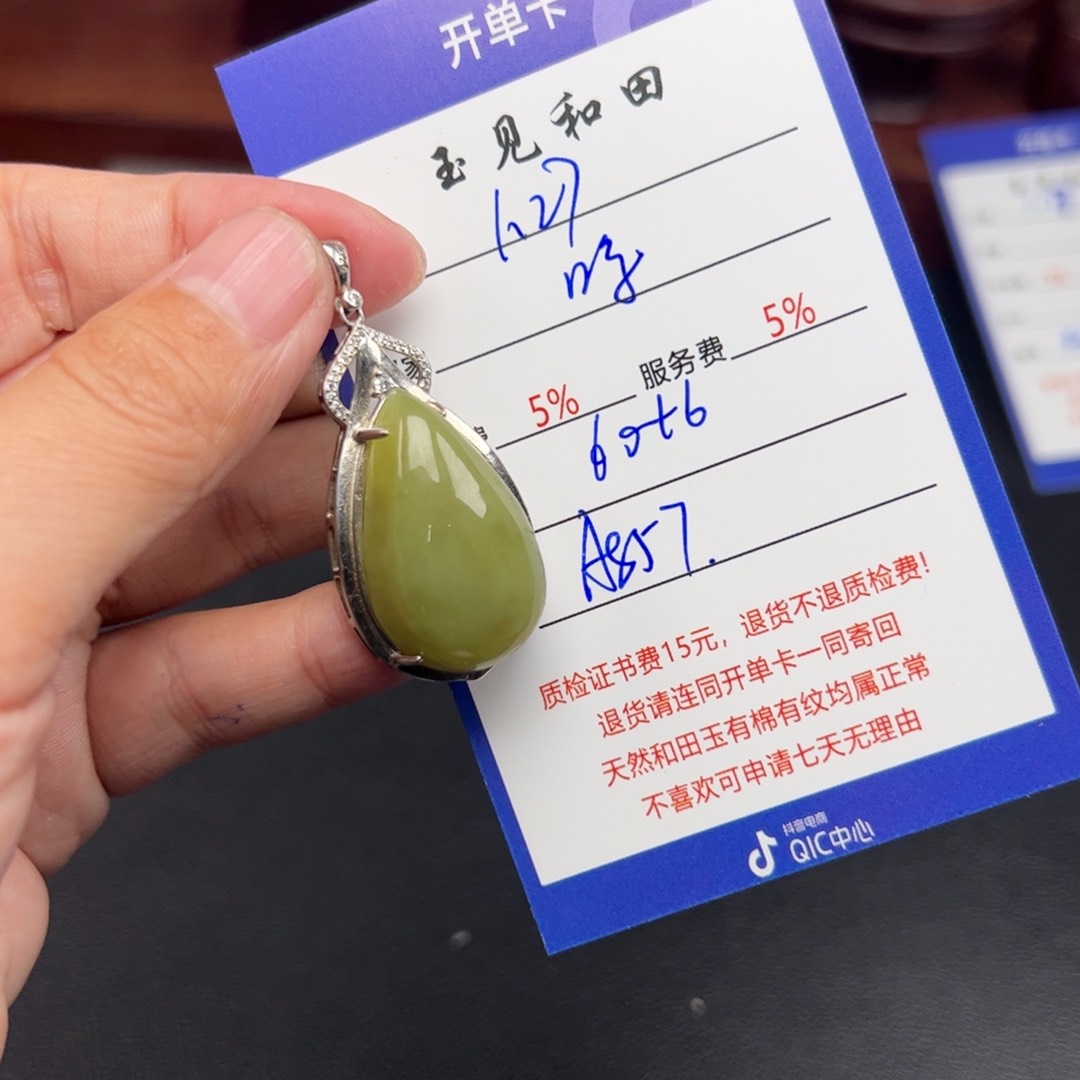 开单卡
玉见和田
家
服务费 5%
5%
60+6
A857.
质检证书费15元，退货不退质检费!
退货请连同开单卡一同寄回
天然和田玉有棉有纹均属正常
不喜欢可申请七天无理由
抖音电商
QIC中心